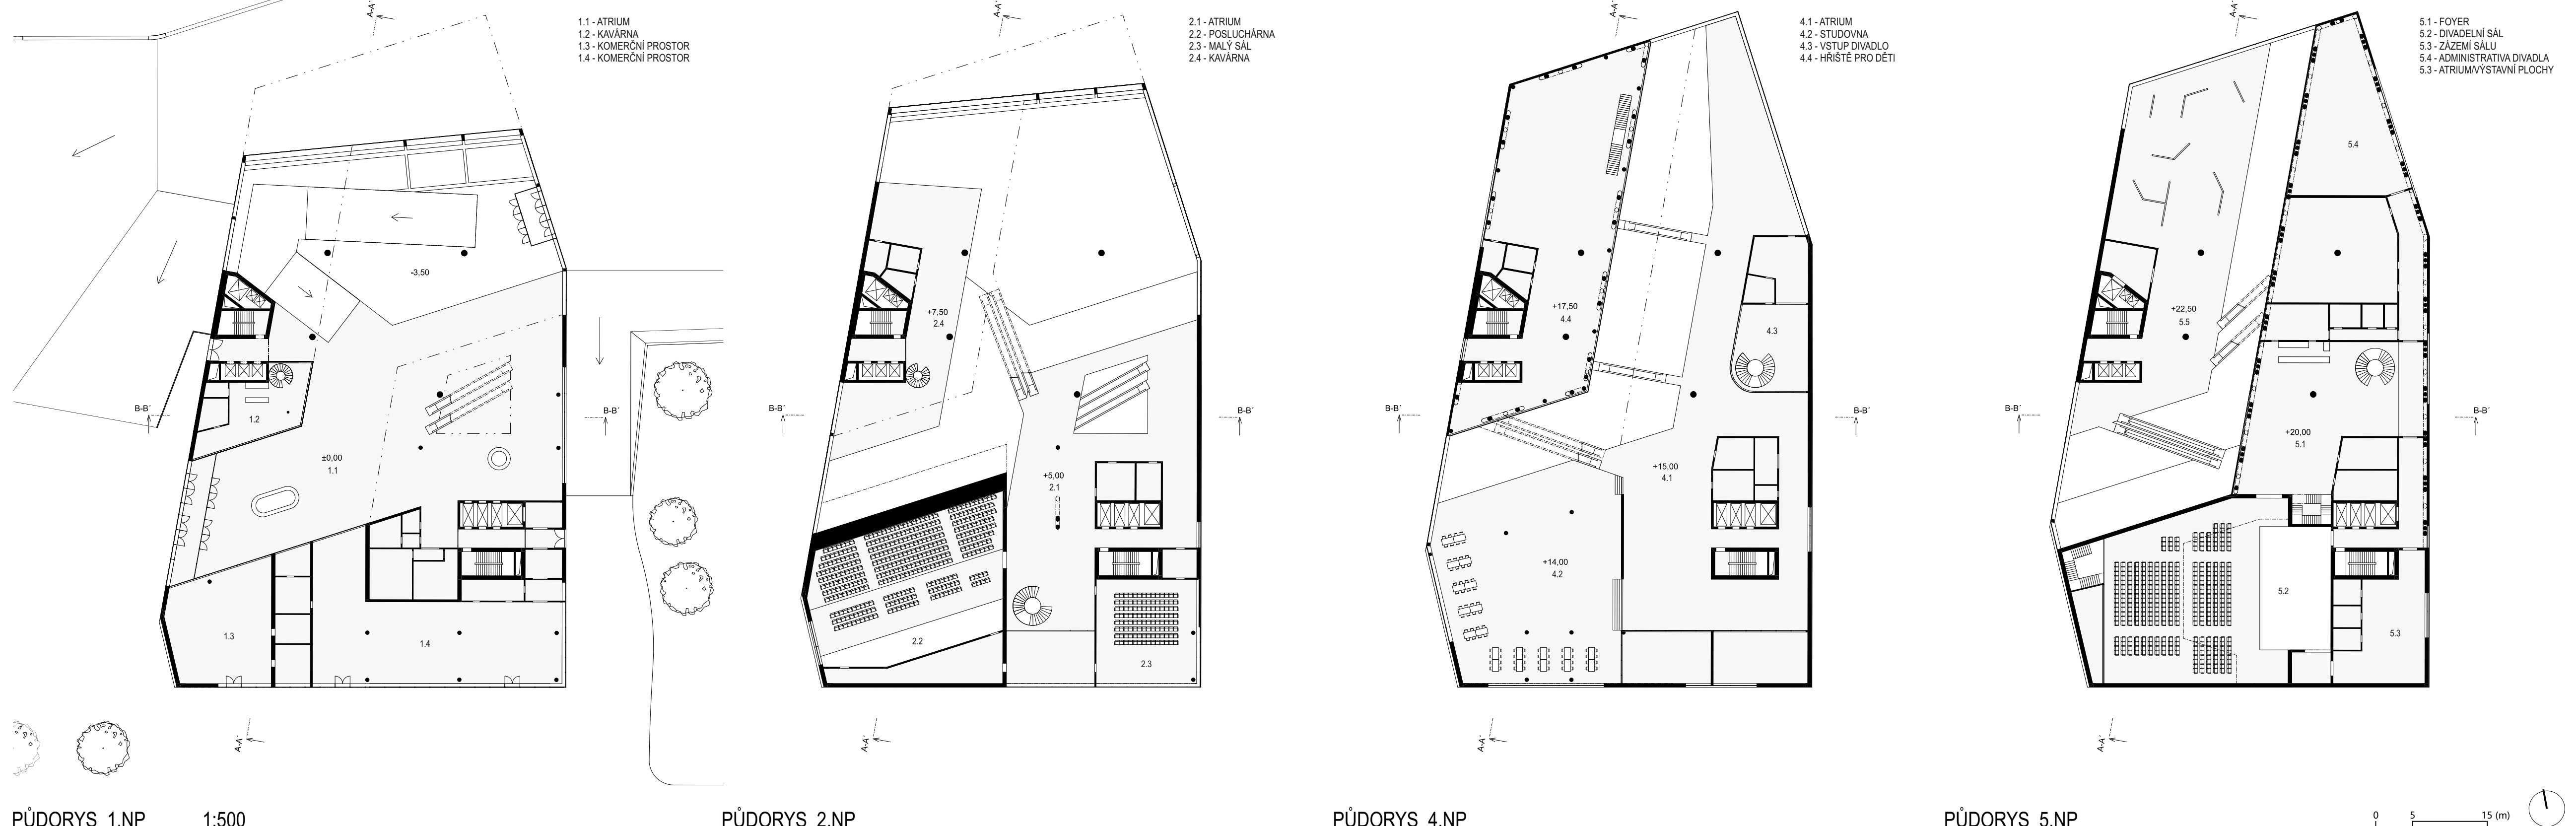 A-A´
1.1 - ATRIUM
1.2 - KAVÁRNA
1.3 - KOMERČNÍ PROSTOR
1.4 - KOMERČNÍ PROSTOR
-3,50
B-B´
B-B´
1.2
±0,00
1.1
1.3
1.4
A-A´
PŮDORYS 1.NP 1:500
A-A´
2.1 - ATRIUM
2.2 - POSLUCHÁRNA
2.3 - MALÝ SÁL
2.4 - KAVÁRNA
+7,50
2.4
B-B´
B-B´
+5,00
2.1
2.2
2.3
A-A´
PŮDORYS 2.NP
A-A´
4.1 - ATRIUM
4.2 - STUDOVNA
4.3 - VSTUP DIVADLO
4.4 - HŘIŠTĚ PRO DĚTI
+17,50
4.4
4.3
B-B´
B-B´
+15,00
4.1
+14,00
4.2
A-A´
PŮDORYS 4.NP
A-A´
5.1 - FOYER
5.2 - DIVADELNÍ SÁL
5.3 - ZÁZEMÍ SÁLU
5.4 - ADMINISTRATIVA DIVADLA
5.3 - ATRIUM/VÝSTAVNÍ PLOCHY
5.4
+22,50
5.5
B-B´
B-B´
+20,00
5.1
5.2
5.3
A-A´
PŮDORYS 5.NP
0 5 15 (m)